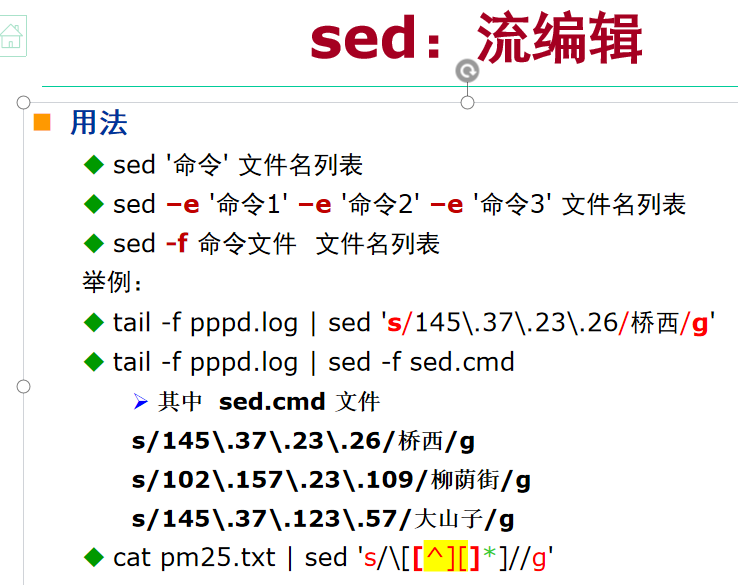 sed：流编辑
用法
sed '命令' 文件名列表
sed –e '命令1' –e '命令2' –e '命令3' 文件名列表
sed -f 命令文件 文件名列表
举例：
tail -f pppd.log | sed 's/145\.37\.23\.26/桥西/g'
tail -f pppd.log | sed -f sed.cmd
其中 sed.cmd 文件
s/145\.37\.23\.26/桥西/g
s/102\.157\.23\.109/柳荫街/g
s/145\.37\.123\.57/大山子/g
cat pm25.txt | sed 's/\[[^][]*]//g'